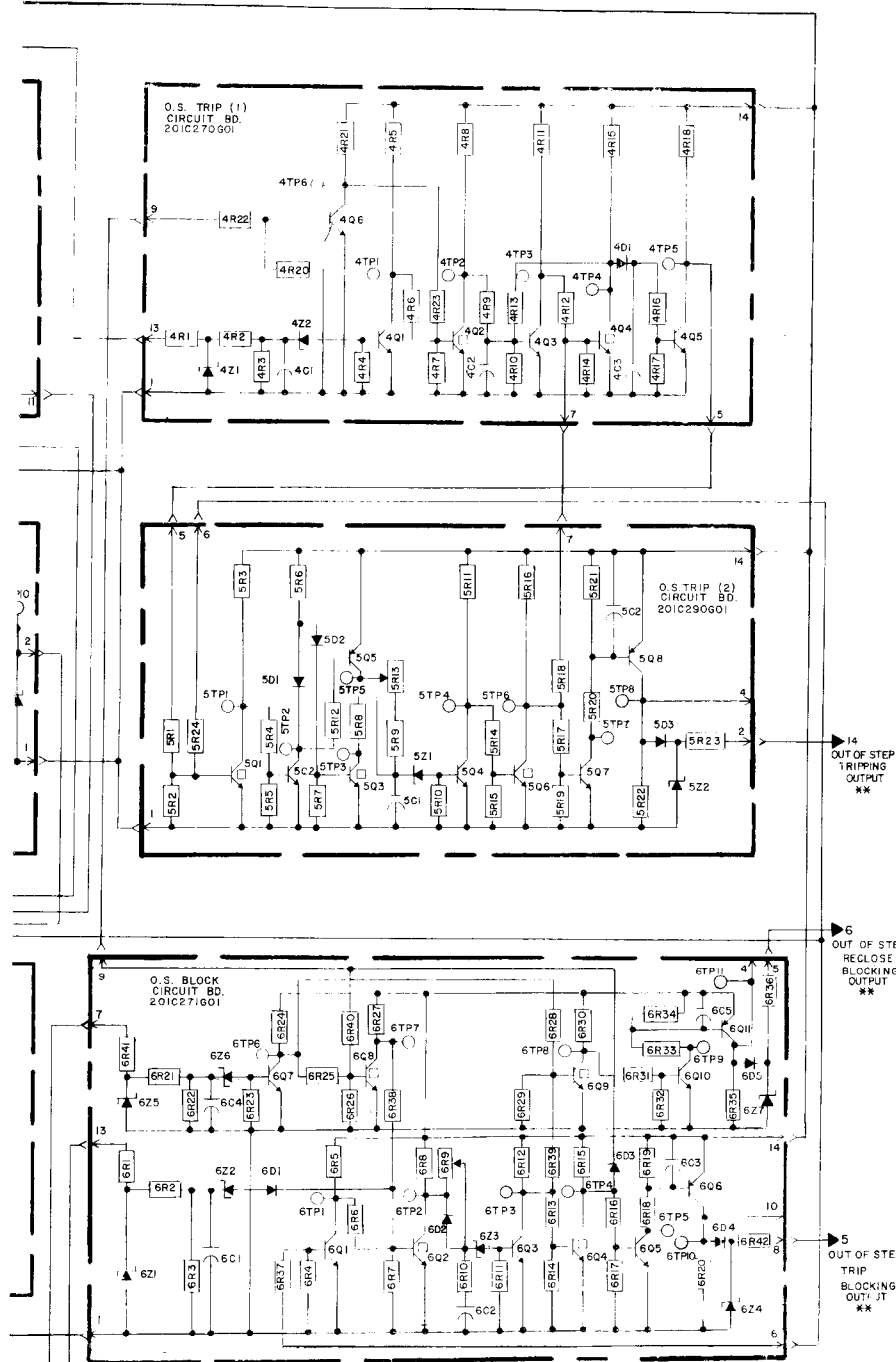 O.S. TRIP (1)
CIRCUIT BD.
201C270G01
14
4R21
4R5
4R8
4R11
4R15
4R18
4TP6
9
4R22
4Q6
4R20
4TP1
4TP2
4TP3
4TP4
4D1
4TP5
4R6
4R23
4R9
4R13
4R12
4R16
13
4R1
4R2
4Z2
4Q1
4Q2
4Q3
4Q4
4Q5
4Z1
4R3
4C1
4R4
4R7
4C2
4R10
4R14
4C3
4R17
1
11
7
5
5
6
7
14
O.S. TRIP (2)
CIRCUIT BD.
201C290G01
5R3
5R6
5R11
5R16
5R21
5C2
5D2
5Q5
5Q8
2
5D1
5R13
5R18
5TP1
5TP2
5TP5
5TP4
5TP6
5TP8
4
5R1
5R24
5R4
5R12
5R8
5R9
5R14
5R17
5R20
5TP7
5D3
5R23
2
14
OUT OF STEP
TRIPPING
OUTPUT
**
1
5Q1
5Q2
5TP3
5Q3
5Z1
5Q4
5Q6
5Q7
5Z2
5R2
5R5
5R7
5C1
5R10
5R15
5R19
5R22
1
6
OUT OF STE
RECLOSE
BLOCKING
OUTPUT
**
9
O.S. BLOCK
CIRCUIT BD.
201C271G01
6TP11
4
5
6R36
7
6R24
6R40
6R27
6R28
6R30
6R34
6C5
6Q11
6R41
6TP6
6TP7
6TP8
6R33
6TP9
6R21
6Z6
6Q7
6R25
6Q8
6Q9
6R31
6Q10
6D5
6Z5
6R22
6C4
6R23
6R26
6R38
6R29
6R32
6R35
6Z7
13
14
6R1
6R5
6R8
6R9
6R12
6R39
6R15
6D3
6R19
6C3
6R2
6Z2
6D1
6Q6
6TP1
6R6
6TP2
6D2
6TP3
6R13
6TP4
6R16
6R18
6TP5
6D4
10
6R42
8
5
OUT OF STE
TRIP
BLOCKING
**
6Z1
6R3
6C1
6R37
6R4
6Q1
6R7
6Q2
6R10
6Z3
6R11
6Q3
6R14
6Q4
6R17
6Q5
6TP10
6R20
6Z4
6C2
1
6